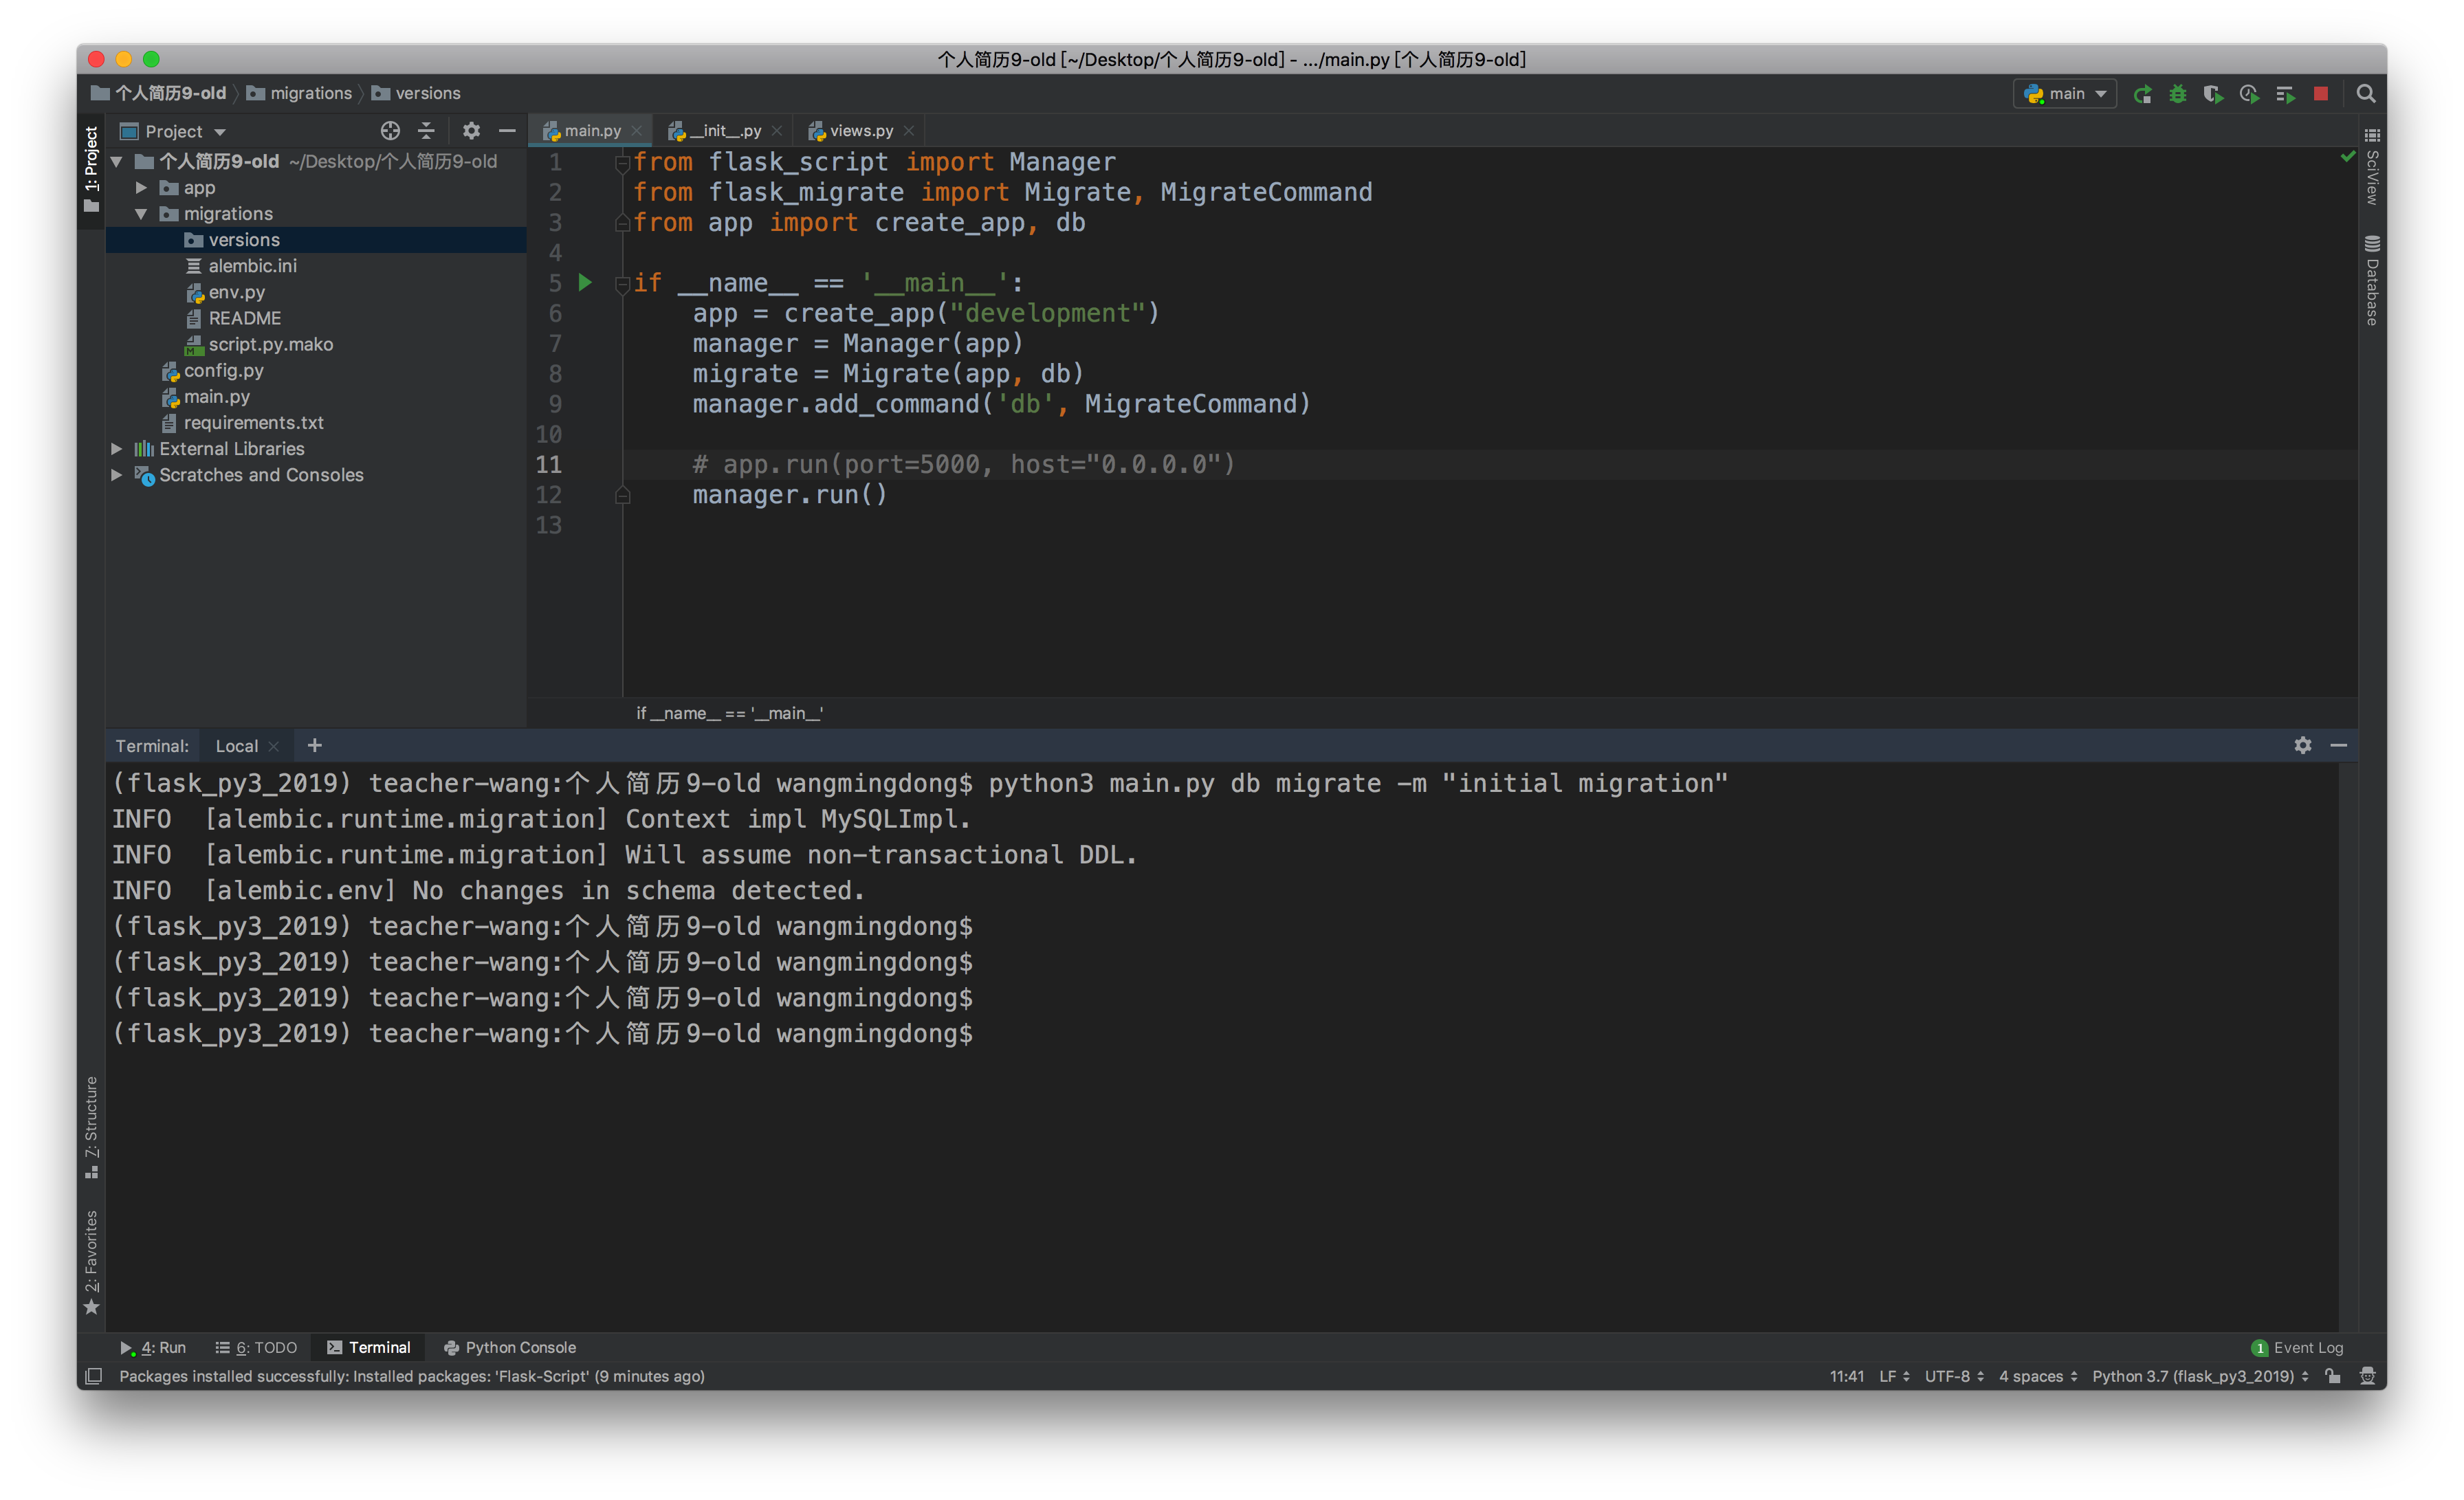 个人简历9-old [~/Desktop/个人简历9-old] - .../main.py [个人简历9-old]
个人简历9-old migrations versions
main
1: Project
Project
main.py __init__.py views.py
个人简历9-old ~/Desktop/个人简历9-old
app
migrations
versions
alembic.ini
env.py
README
script.py.mako
config.py
main.py
requirements.txt
External Libraries
Scratches and Consoles
1 from flask_script import Manager
2 from flask_migrate import Migrate, MigrateCommand
3 from app import create_app, db
4
5 if __name__ == '__main__':
6 app = create_app("development")
7 manager = Manager(app)
8 migrate = Migrate(app, db)
9 manager.add_command('db', MigrateCommand)
10
11 # app.run(port=5000, host="0.0.0.0")
12 manager.run()
13
if __name__ == '__main__'
SciView
Database
Terminal: Local
(flask_py3_2019) teacher-wang:个人简历9-old wangmingdong$ python3 main.py db migrate -m "initial migration"
INFO  [alembic.runtime.migration] Context impl MySQLImpl.
INFO  [alembic.runtime.migration] Will assume non-transactional DDL.
INFO  [alembic.env] No changes in schema detected.
(flask_py3_2019) teacher-wang:个人简历9-old wangmingdong$
(flask_py3_2019) teacher-wang:个人简历9-old wangmingdong$
(flask_py3_2019) teacher-wang:个人简历9-old wangmingdong$
(flask_py3_2019) teacher-wang:个人简历9-old wangmingdong$
7: Structure
2: Favorites
4: Run 6: TODO Terminal Python Console 1 Event Log
Packages installed successfully: Installed packages: 'Flask-Script' (9 minutes ago) 11:41 LF UTF-8 4 spaces Python 3.7 (flask_py3_2019)